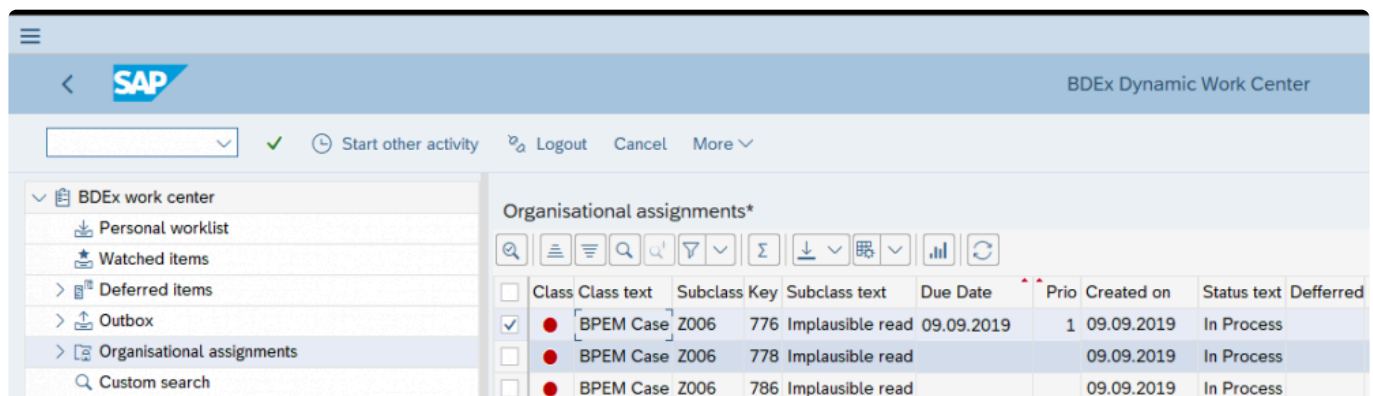 SAP
BDEx Dynamic Work Center
Start other activity Logout Cancel More
BDEx work center
Personal worklist
Watched items
Deferred items
Outbox
Organisational assignments
Custom search
Organisational assignments*
Class Class text Subclass Key Subclass text Due Date Prio Created on Status text Defferred
BPEM Case Z006 776 Implausible read 09.09.2019 1 09.09.2019 In Process
BPEM Case Z006 778 Implausible read 09.09.2019 In Process
BPEM Case Z006 786 Implausible read 09.09.2019 In Process